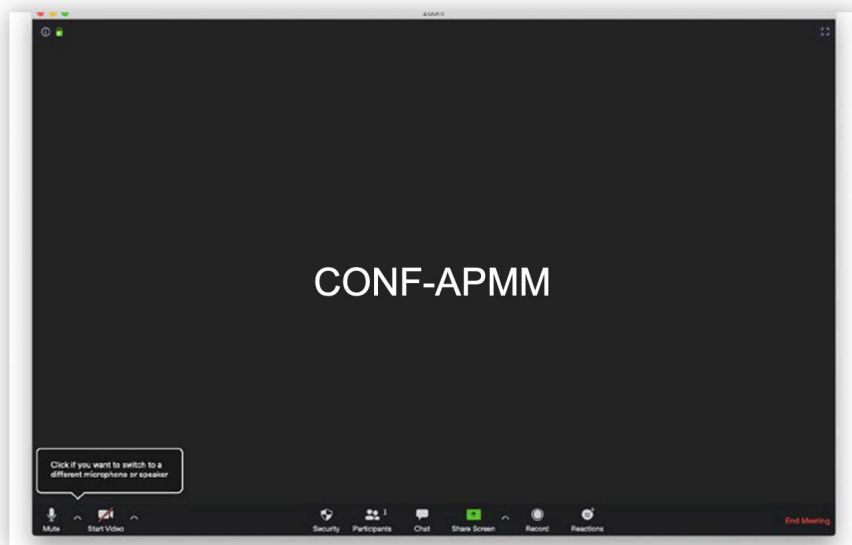 zoom
CONF-APMM
Click if you want to switch to a
different microphone or speaker
1
Mute
Start Video
Security
Participants
Chat
Share Screen
Record
Reactions
End Meeting